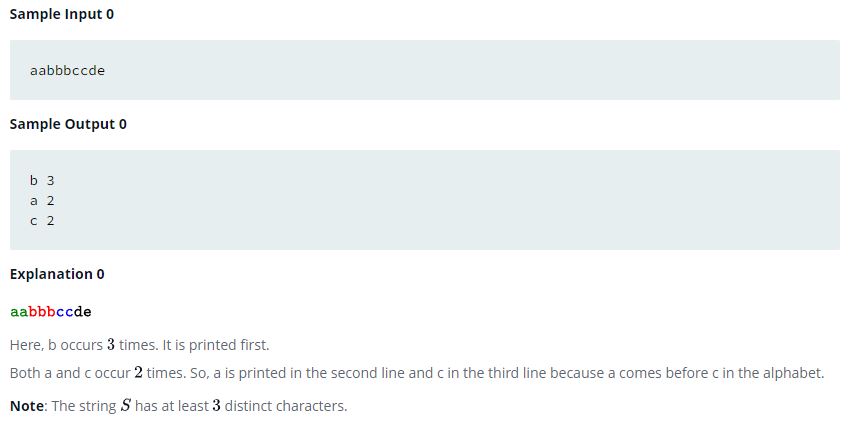 Sample Input 0
aabbbccde
Sample Output 0
b 3
a 2
c 2
Explanation 0
aabbbccde
Here, b occurs 3 times. It is printed first.
Both a and c occur 2 times. So, a is printed in the second line and c in the third line because a comes before c in the alphabet.
Note: The string S has at least 3 distinct characters.